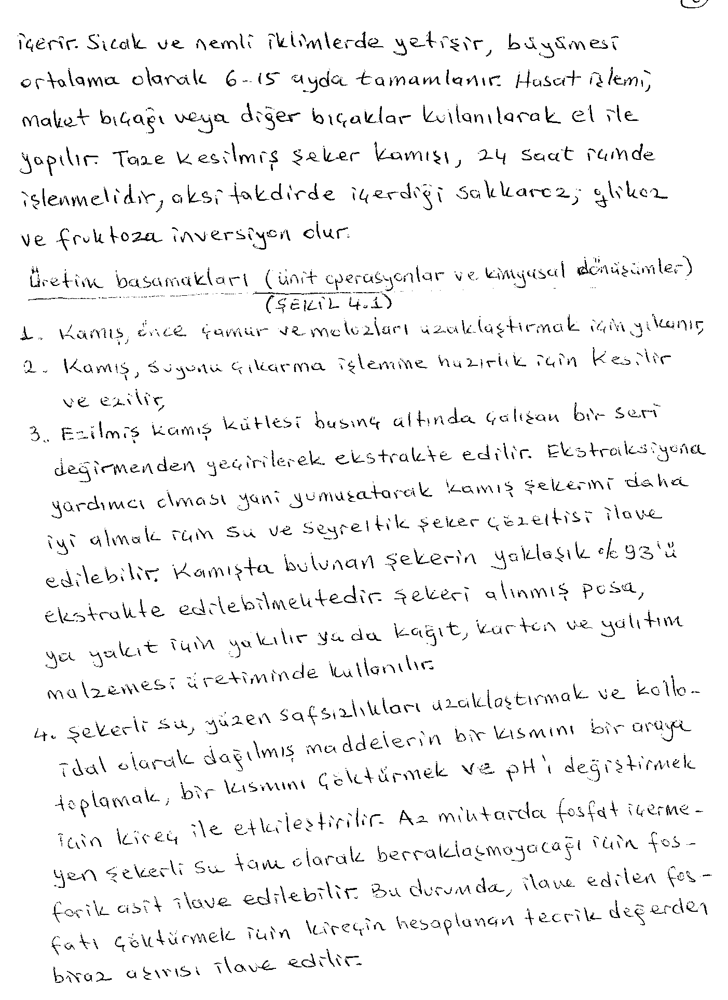 içerir. Sıcak ve nemli iklimlerde yetişir, büyümesi
ortalama olarak 6-15 ayda tamamlanır. Hasat işlemi,
maket bıçağı veya diğer bıçaklar kullanılarak el ile
yapılır. Taze kesilmiş şeker kamışı, 24 saat içinde
işlenmelidir, aksi takdirde içerdiği sakkaroz, glikoz
ve fruktoza inversiyon olur.
Üretim basamakları (ünit operasyonlar ve kimyasal dönüşümler)
(ŞEKİL 4.1)
1. Kamış, önce çamur ve molozları uzaklaştırmak için yıkanır,
2. Kamış, suyunu çıkarma işlemine hazırlık için kesilir
ve ezilir,
3. Ezilmiş kamış kütlesi basınç altında çalışan bir seri
değirmenden geçirilerek ekstrakte edilir. Ekstraksiyona
yardımcı olması yani yumuşatarak kamış şekerini daha
iyi almak için su ve seyreltik şeker çözeltisi ilave
edilebilir. Kamışta bulunan şekerin yaklaşık %93'ü
ekstrakte edilebilmektedir. Şekeri alınmış posa,
ya yakıt için yakılır ya da kağıt, karton ve yalıtım
malzemesi üretiminde kullanılır.
4. Şekerli su, yüzen safsızlıkları uzaklaştırmak ve kollo-
idal olarak dağılmış maddelerin bir kısmını bir araya
toplamak, bir kısmını çöktürmek ve pH'ı değiştirmek
için kireç ile etkileştirilir. Az miktarda fosfat içerme-
yen şekerli su tam olarak berraklaşmayacağı için fos-
forik asit ilave edilebilir. Bu durumda, ilave edilen fos-
fatı çöktürmek için kireçin hesaplanan teorik değerden
biraz aşırısı ilave edilir.